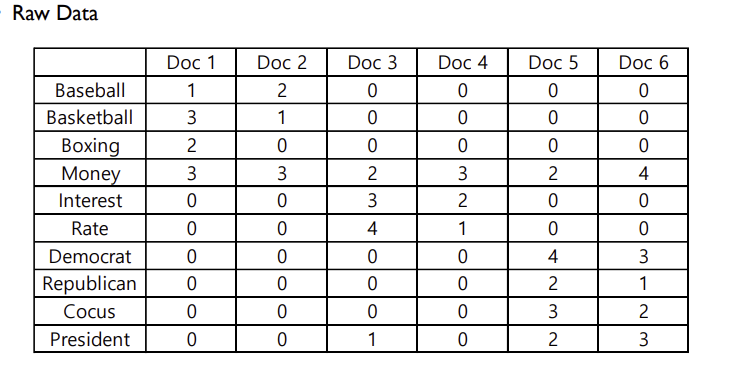 Raw Data
Doc 1 Doc 2 Doc 3 Doc 4 Doc 5 Doc 6
Baseball 1 2 0 0 0 0
Basketball 3 1 0 0 0 0
Boxing 2 0 0 0 0 0
Money 3 3 2 3 2 4
Interest 0 0 3 2 0 0
Rate 0 0 4 1 0 0
Democrat 0 0 0 0 4 3
Republican 0 0 0 0 2 1
Cocus 0 0 0 0 3 2
President 0 0 1 0 2 3